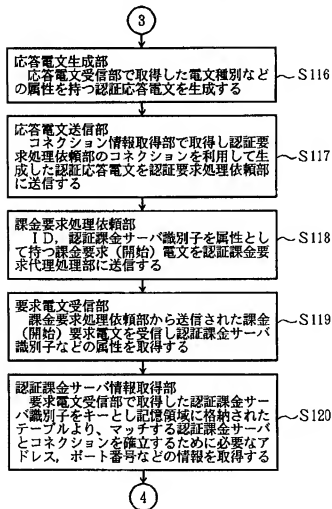 3
応答電文生成部
応答電文受信部で取得した電文種別など
の属性を持つ認証応答電文を生成する
S116
応答電文送信部
コネクション情報取得部で取得し認証要
求処理依頼部のコネクションを利用して生
成した認証応答電文を認証要求処理依頼部
に送信する
S117
課金要求処理依頼部
ID，認証課金サーバ識別子を属性とし
て持つ課金要求（開始）電文を認証課金要
求代理処理部に送信する
S118
要求電文受信部
課金要求処理依頼部から送信された課金
（開始）要求電文を受信し認証課金サーバ
識別子などの属性を取得する
S119
認証課金サーバ情報取得部
要求電文受信部で取得した認証課金サー
バ識別子をキーとし記憶領域に格納された
テーブルより、マッチする認証課金サーバ
とコネクションを確立するために必要なア
ドレス，ポート番号などの情報を取得する
S120
4